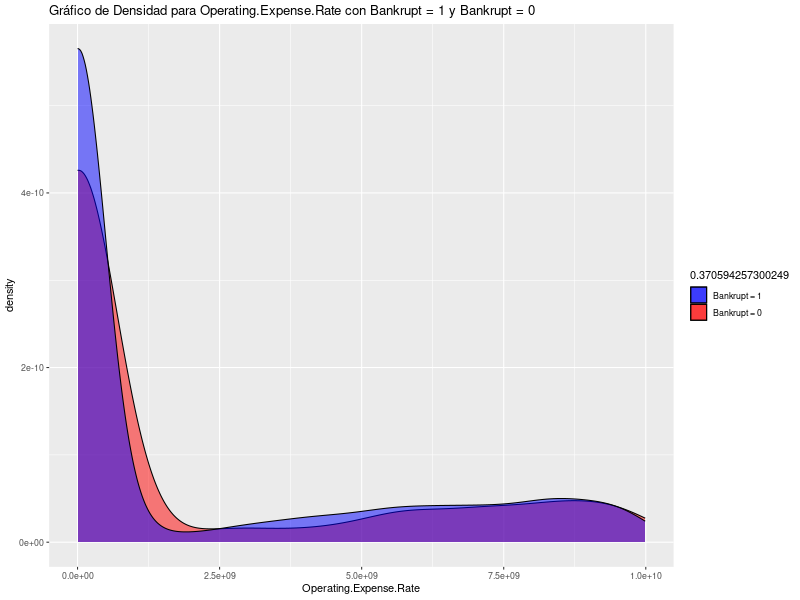 Gráfico de Densidad para Operating.Expense.Rate con Bankrupt = 1 y Bankrupt = 0
density
4e-10
2e-10
0e+00
0.0e+00
2.5e+09
5.0e+09
7.5e+09
1.0e+10
Operating.Expense.Rate
0.370594257300249
Bankrupt = 1
Bankrupt = 0